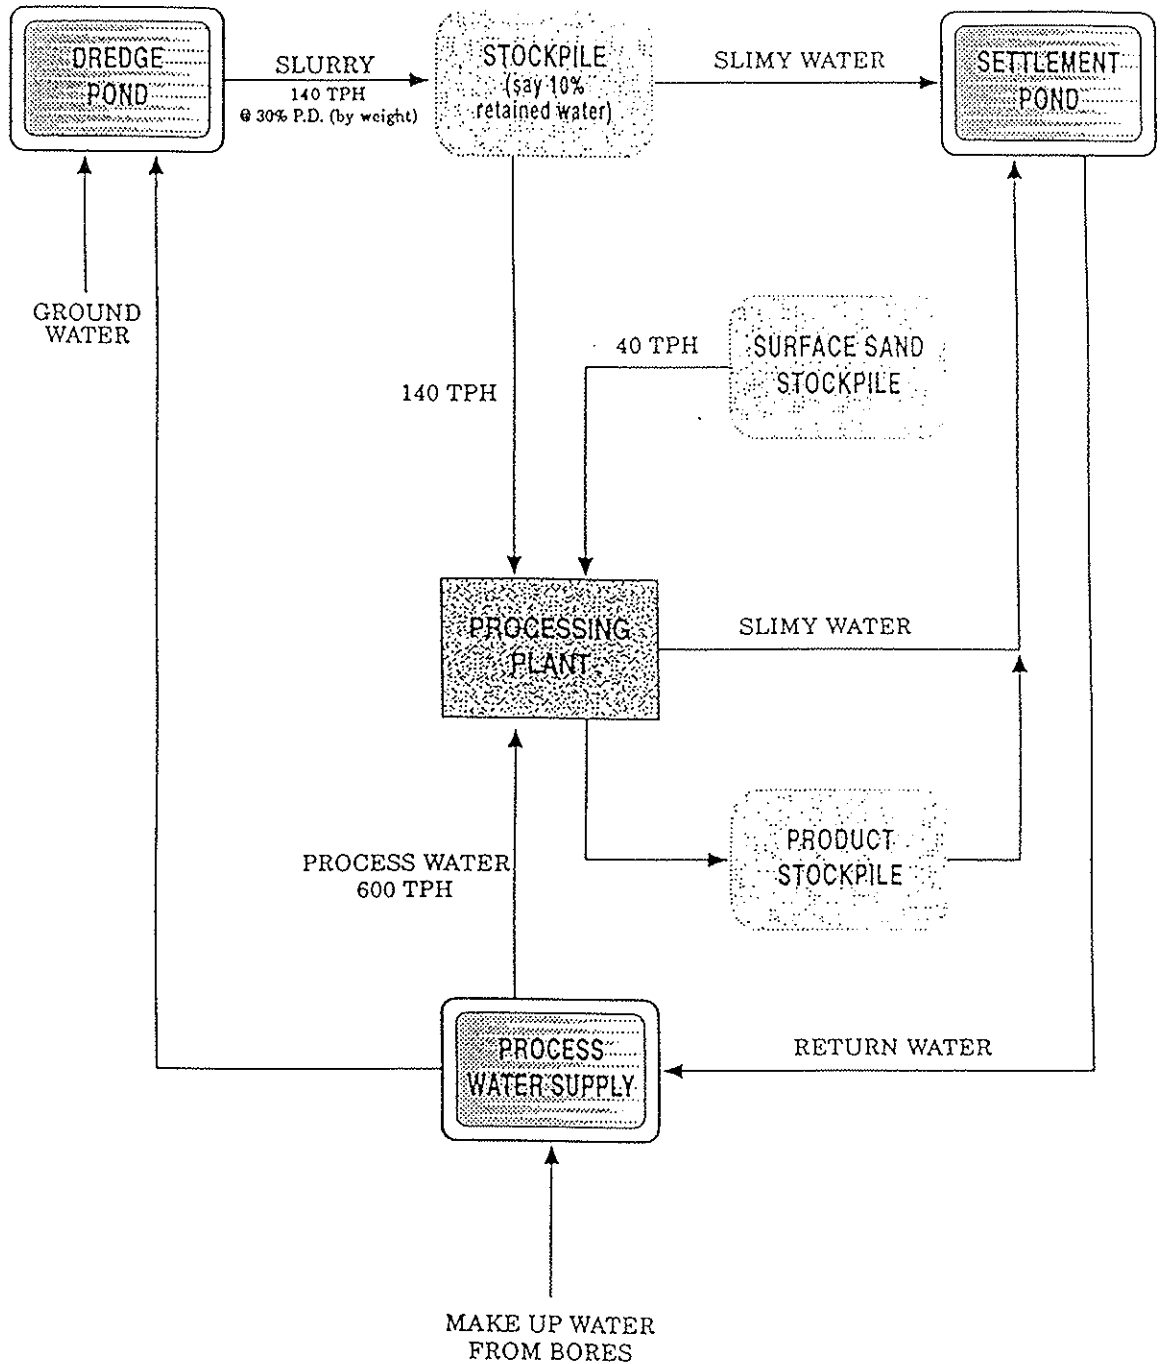 DREDGE
POND
SLURRY
140 TPH
@ 30% P.D. (by weight)
STOCKPILE
(say 10%
retained water)
SLIMY WATER
SETTLEMENT
POND
GROUND
WATER
140 TPH
40 TPH
SURFACE SAND
STOCKPILE
PROCESSING
PLANT
SLIMY WATER
PROCESS WATER
600 TPH
PRODUCT
STOCKPILE
PROCESS
WATER SUPPLY
RETURN WATER
MAKE UP WATER
FROM BORES